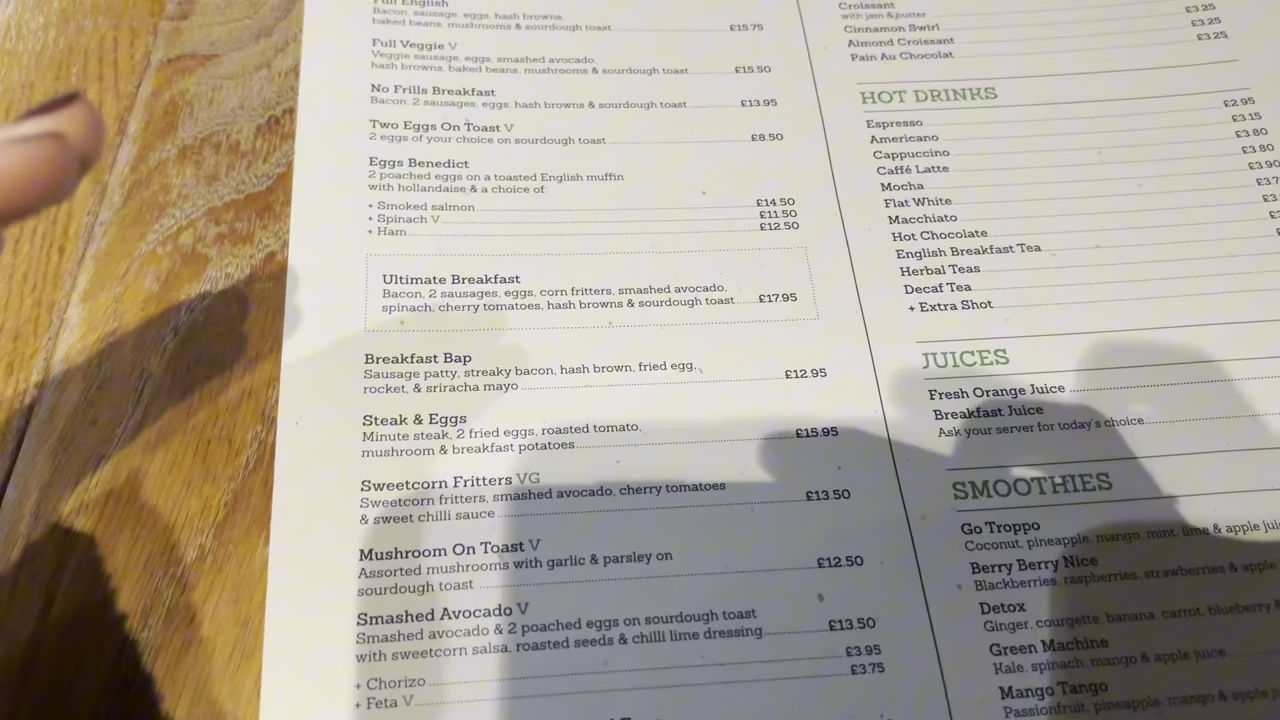 Full English
Bacon, sausage, eggs, hash browns,
baked beans, mushrooms & sourdough toast £15.75
Full Veggie V
Veggie sausage, eggs, smashed avocado,
hash browns, baked beans, mushrooms & sourdough toast £15.50
No Frills Breakfast
Bacon, 2 sausages, eggs, hash browns & sourdough toast £13.95
Two Eggs On Toast V
2 eggs of your choice on sourdough toast £8.50
Eggs Benedict
2 poached eggs on a toasted English muffin
with hollandaise & a choice of:
+ Smoked salmon £14.50
+ Spinach V £11.50
+ Ham £12.50
Ultimate Breakfast
Bacon, 2 sausages, eggs, corn fritters, smashed avocado,
spinach, cherry tomatoes, hash browns & sourdough toast £17.95
Breakfast Bap
Sausage patty, streaky bacon, hash brown, fried egg,
rocket, & sriracha mayo £12.95
Steak & Eggs
Minute steak, 2 fried eggs, roasted tomato,
mushroom & breakfast potatoes £15.95
Sweetcorn Fritters VG
Sweetcorn fritters, smashed avocado, cherry tomatoes
& sweet chilli sauce £13.50
Mushroom On Toast V
Assorted mushrooms with garlic & parsley on
sourdough toast £12.50
Smashed Avocado V
Smashed avocado & 2 poached eggs on sourdough toast
with sweetcorn salsa, roasted seeds & chilli lime dressing £13.50
+ Chorizo £3.95
+ Feta V £3.75
Croissant
with jam & butter £3.25
Cinnamon Swirl £3.25
Almond Croissant £3.25
Pain Au Chocolat
HOT DRINKS
Espresso £2.95
Americano £3.15
Cappuccino £3.80
Caffé Latte £3.80
Mocha £3.90
Flat White £3.7
Macchiato £3.
Hot Chocolate
English Breakfast Tea
Herbal Teas
Decaf Tea
+ Extra Shot
JUICES
Fresh Orange Juice
Breakfast Juice
Ask your server for today's choice
SMOOTHIES
Go Troppo
Coconut, pineapple, mango, mint, lime & apple
Berry Berry Nice
Blackberries, raspberries, strawberries & apple
Detox
Ginger, courgette, banana, carrot, blueberry &
Green Machine
Kale, spinach, mango & apple juice
Mango Tango
Passionfruit, pineapple, mango & apple